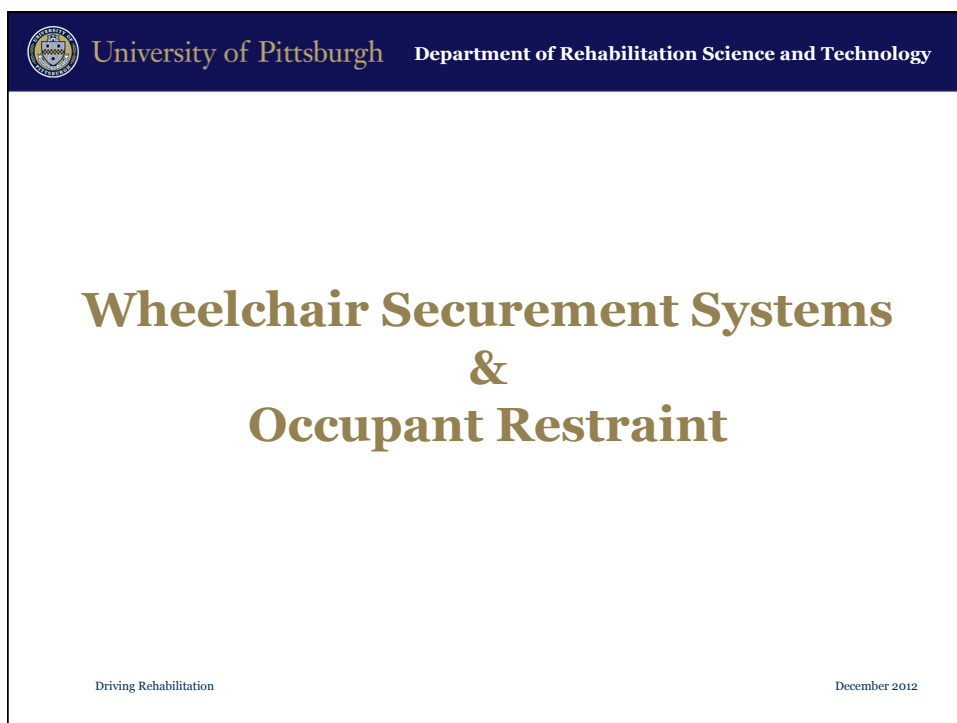 University of Pittsburgh Department of Rehabilitation Science and Technology
Wheelchair Securement Systems
&
Occupant Restraint
Driving Rehabilitation December 2012